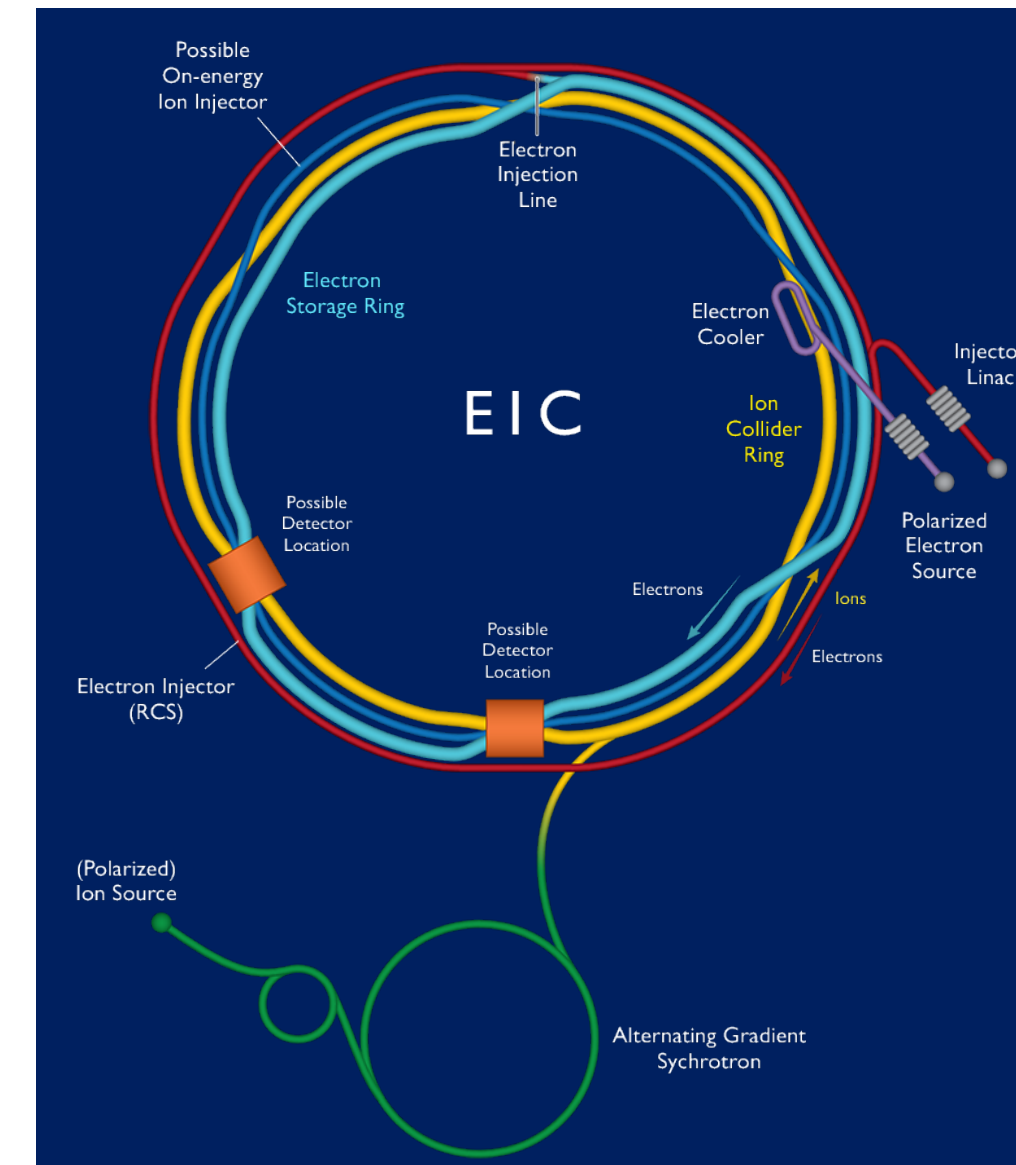 Possible
On-energy
Ion Injector
Electron
Injection
Line
Electron
Storage Ring
Electron
Cooler
Injecto
Linac
EIC
Ion
Collider
Ring
Possible
Detector
Location
Polarized
Electron
Source
Electrons
Ions
Possible
Detector
Location
Electrons
Electron Injector
(RCS)
(Polarized)
Ion Source
Alternating Gradient
Sychrotron